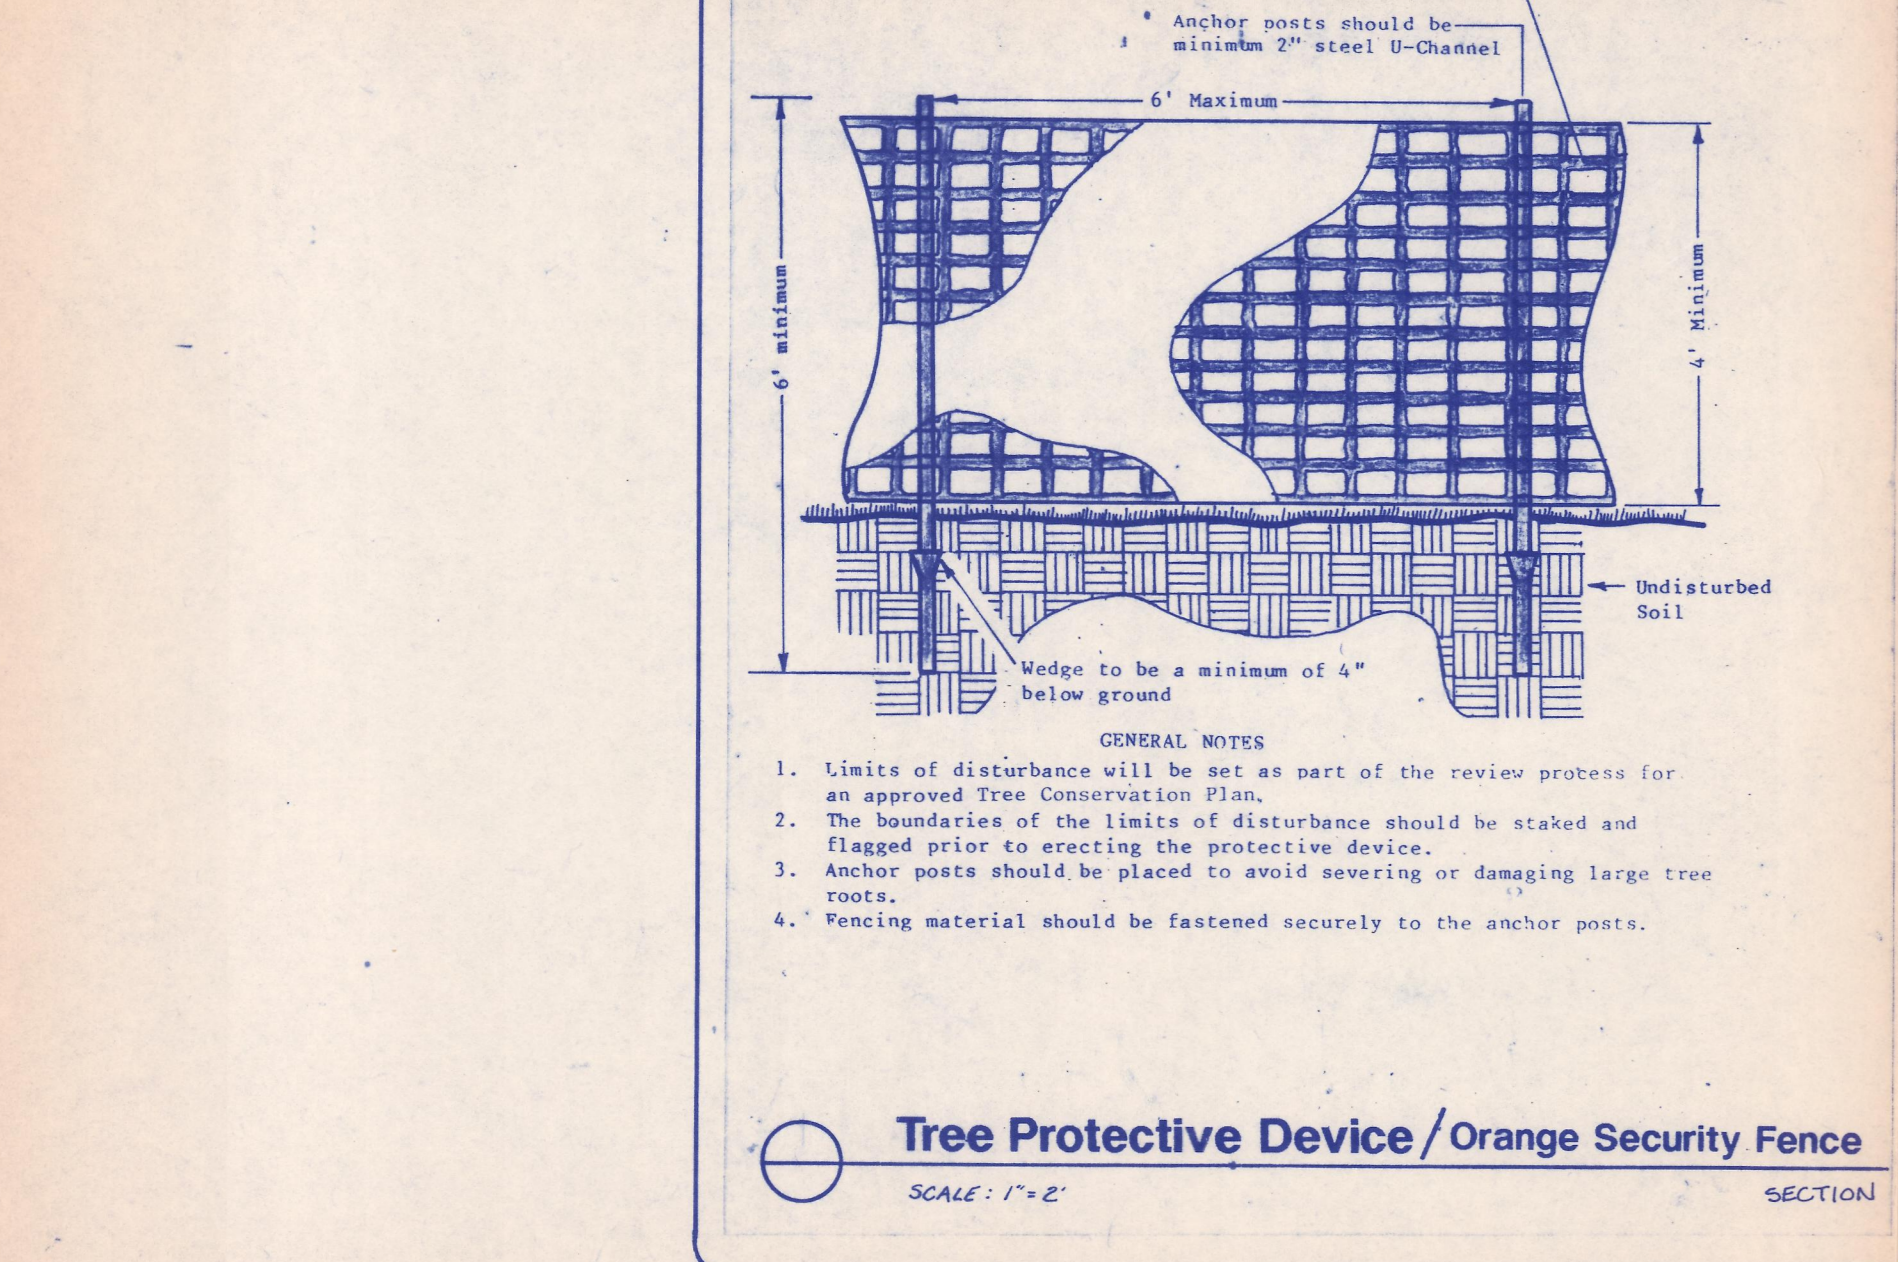 Anchor posts should be
minimum 2" steel U-Channel
6' Maximum
6' minimum
4' Minimum
Undisturbed
Soil
Wedge to be a minimum of 4"
below ground
GENERAL NOTES
1. Limits of disturbance will be set as part of the review process for
an approved Tree Conservation Plan.
2. The boundaries of the limits of disturbance should be staked and
flagged prior to erecting the protective device.
3. Anchor posts should be placed to avoid severing or damaging large tree
roots.
4. Fencing material should be fastened securely to the anchor posts.
Tree Protective Device/Orange Security Fence
SCALE: 1"=2'
SECTION